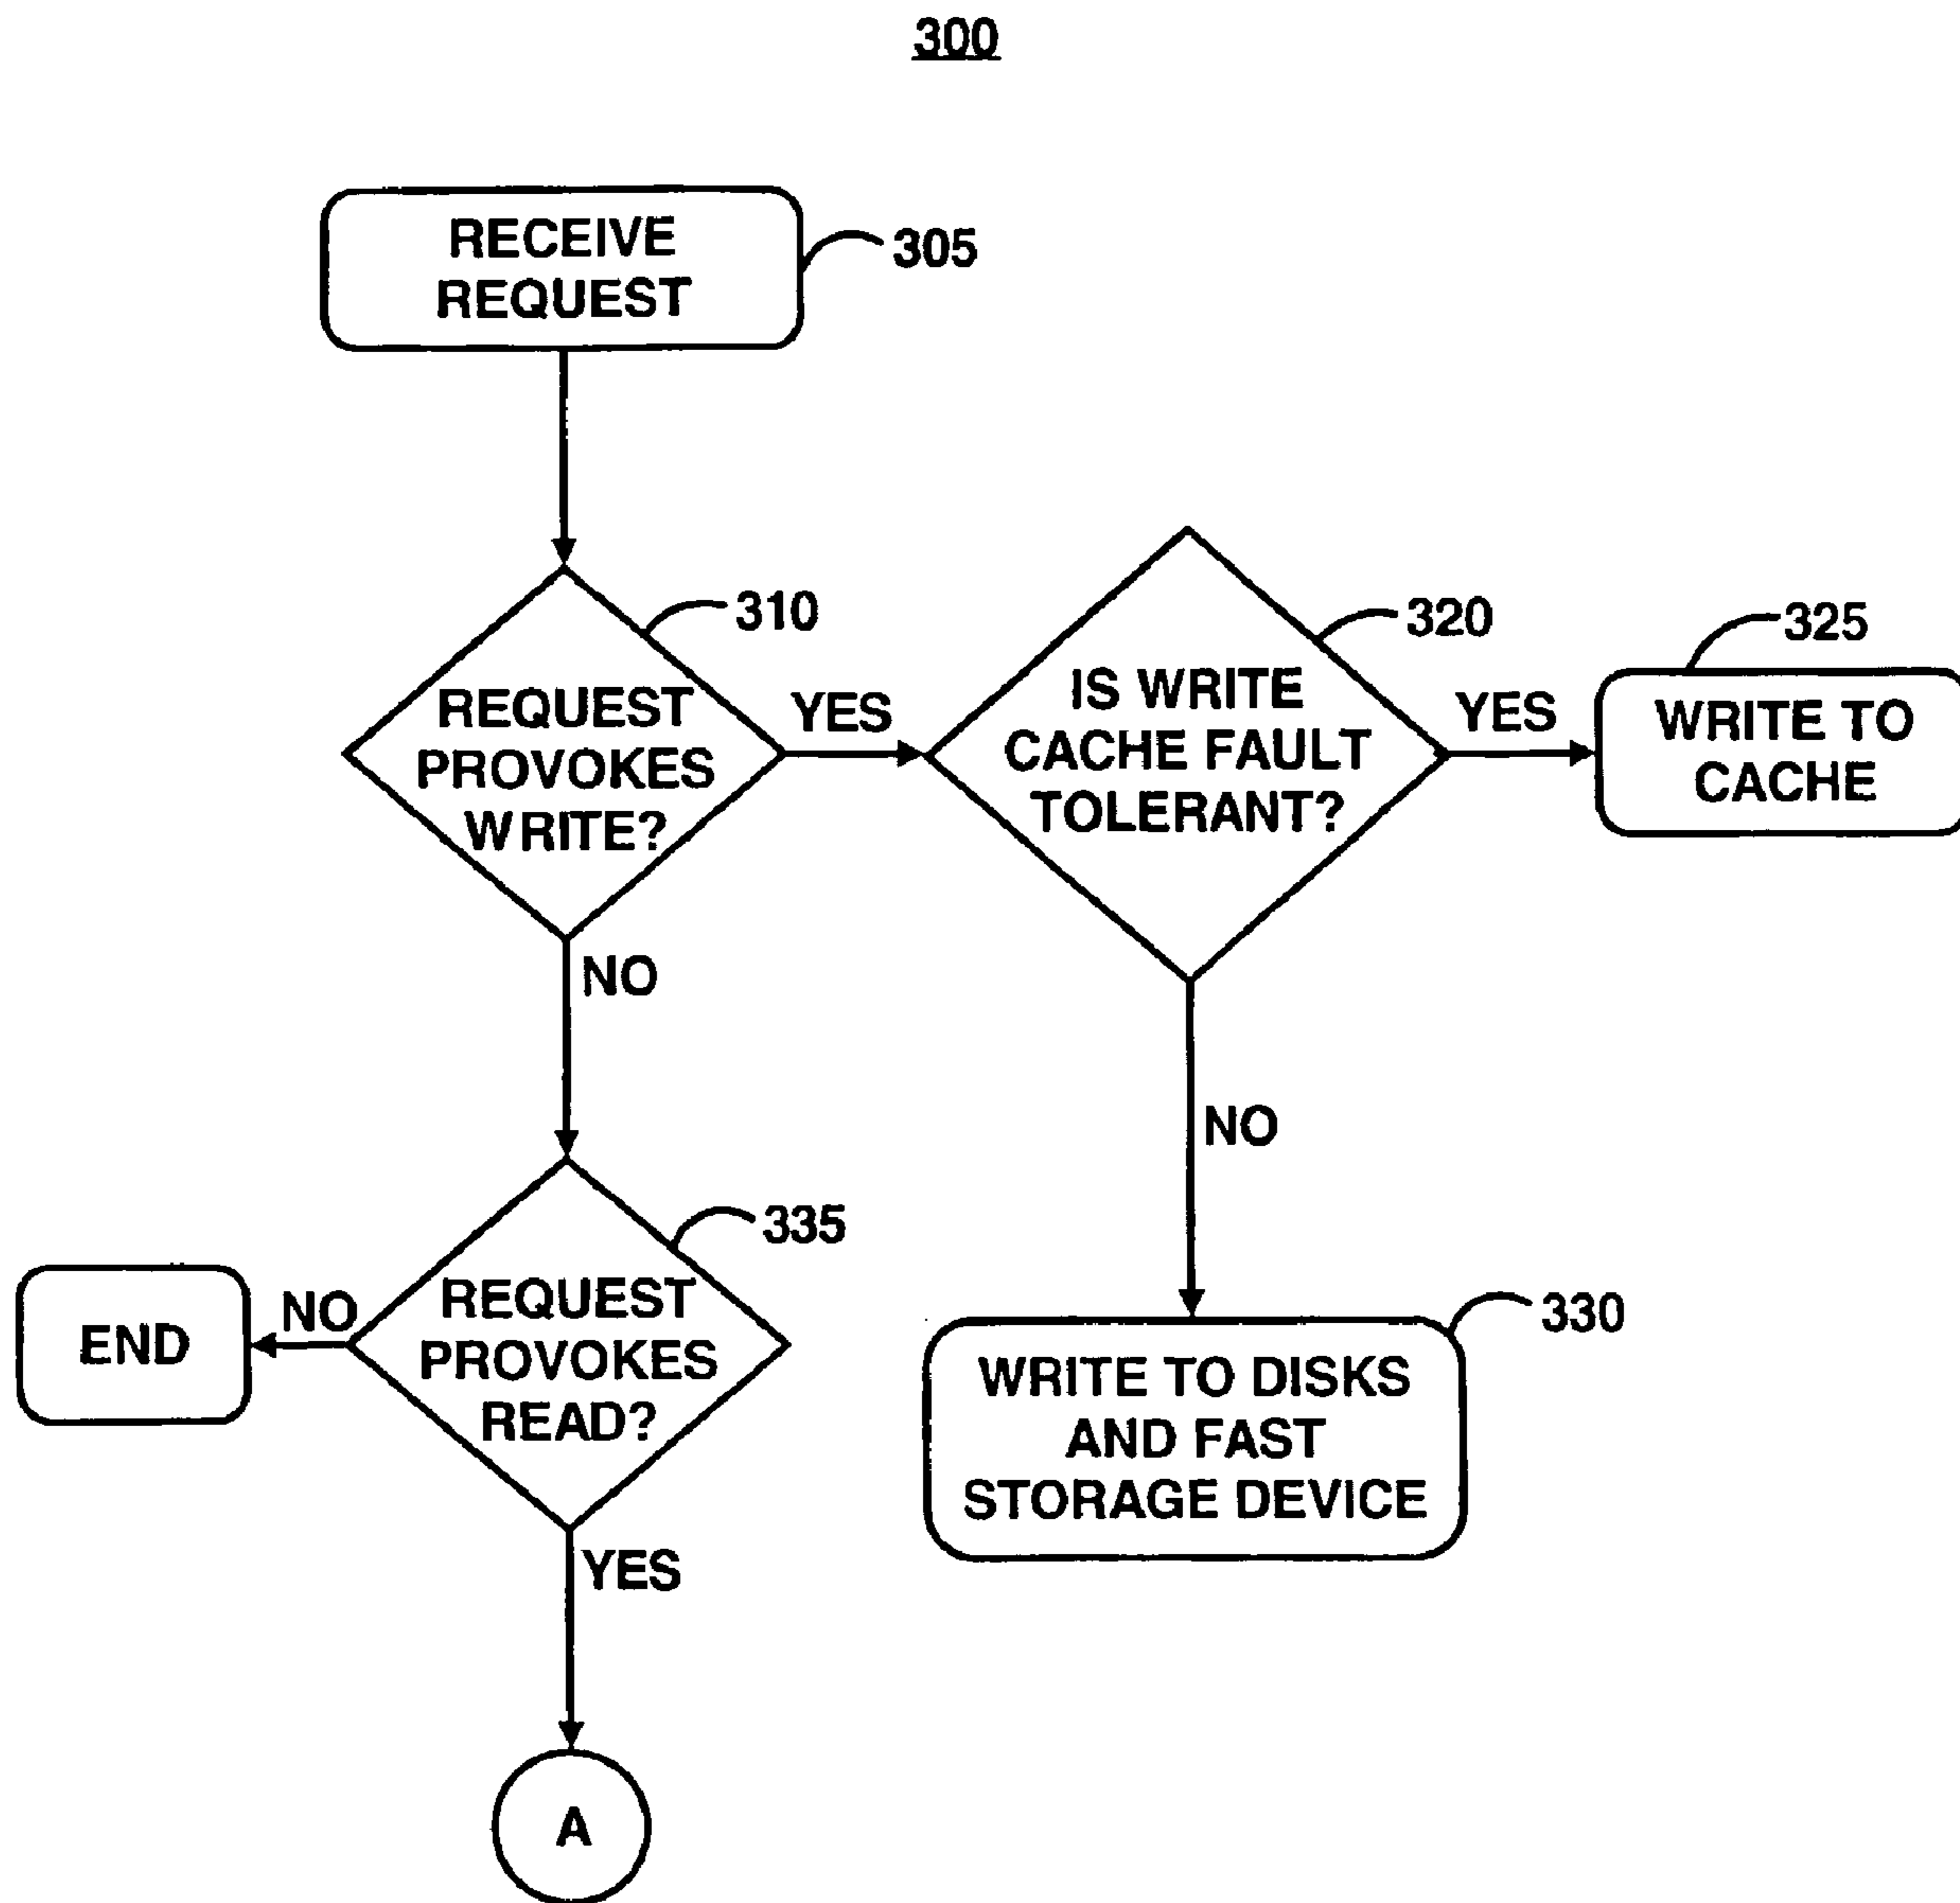 300
RECEIVE
REQUEST
305
310
REQUEST
PROVOKES
WRITE?
YES
320
IS WRITE
CACHE FAULT
TOLERANT?
YES
325
WRITE TO
CACHE
NO
NO
335
REQUEST
PROVOKES
READ?
NO
END
330
WRITE TO DISKS
AND FAST
STORAGE DEVICE
YES
A